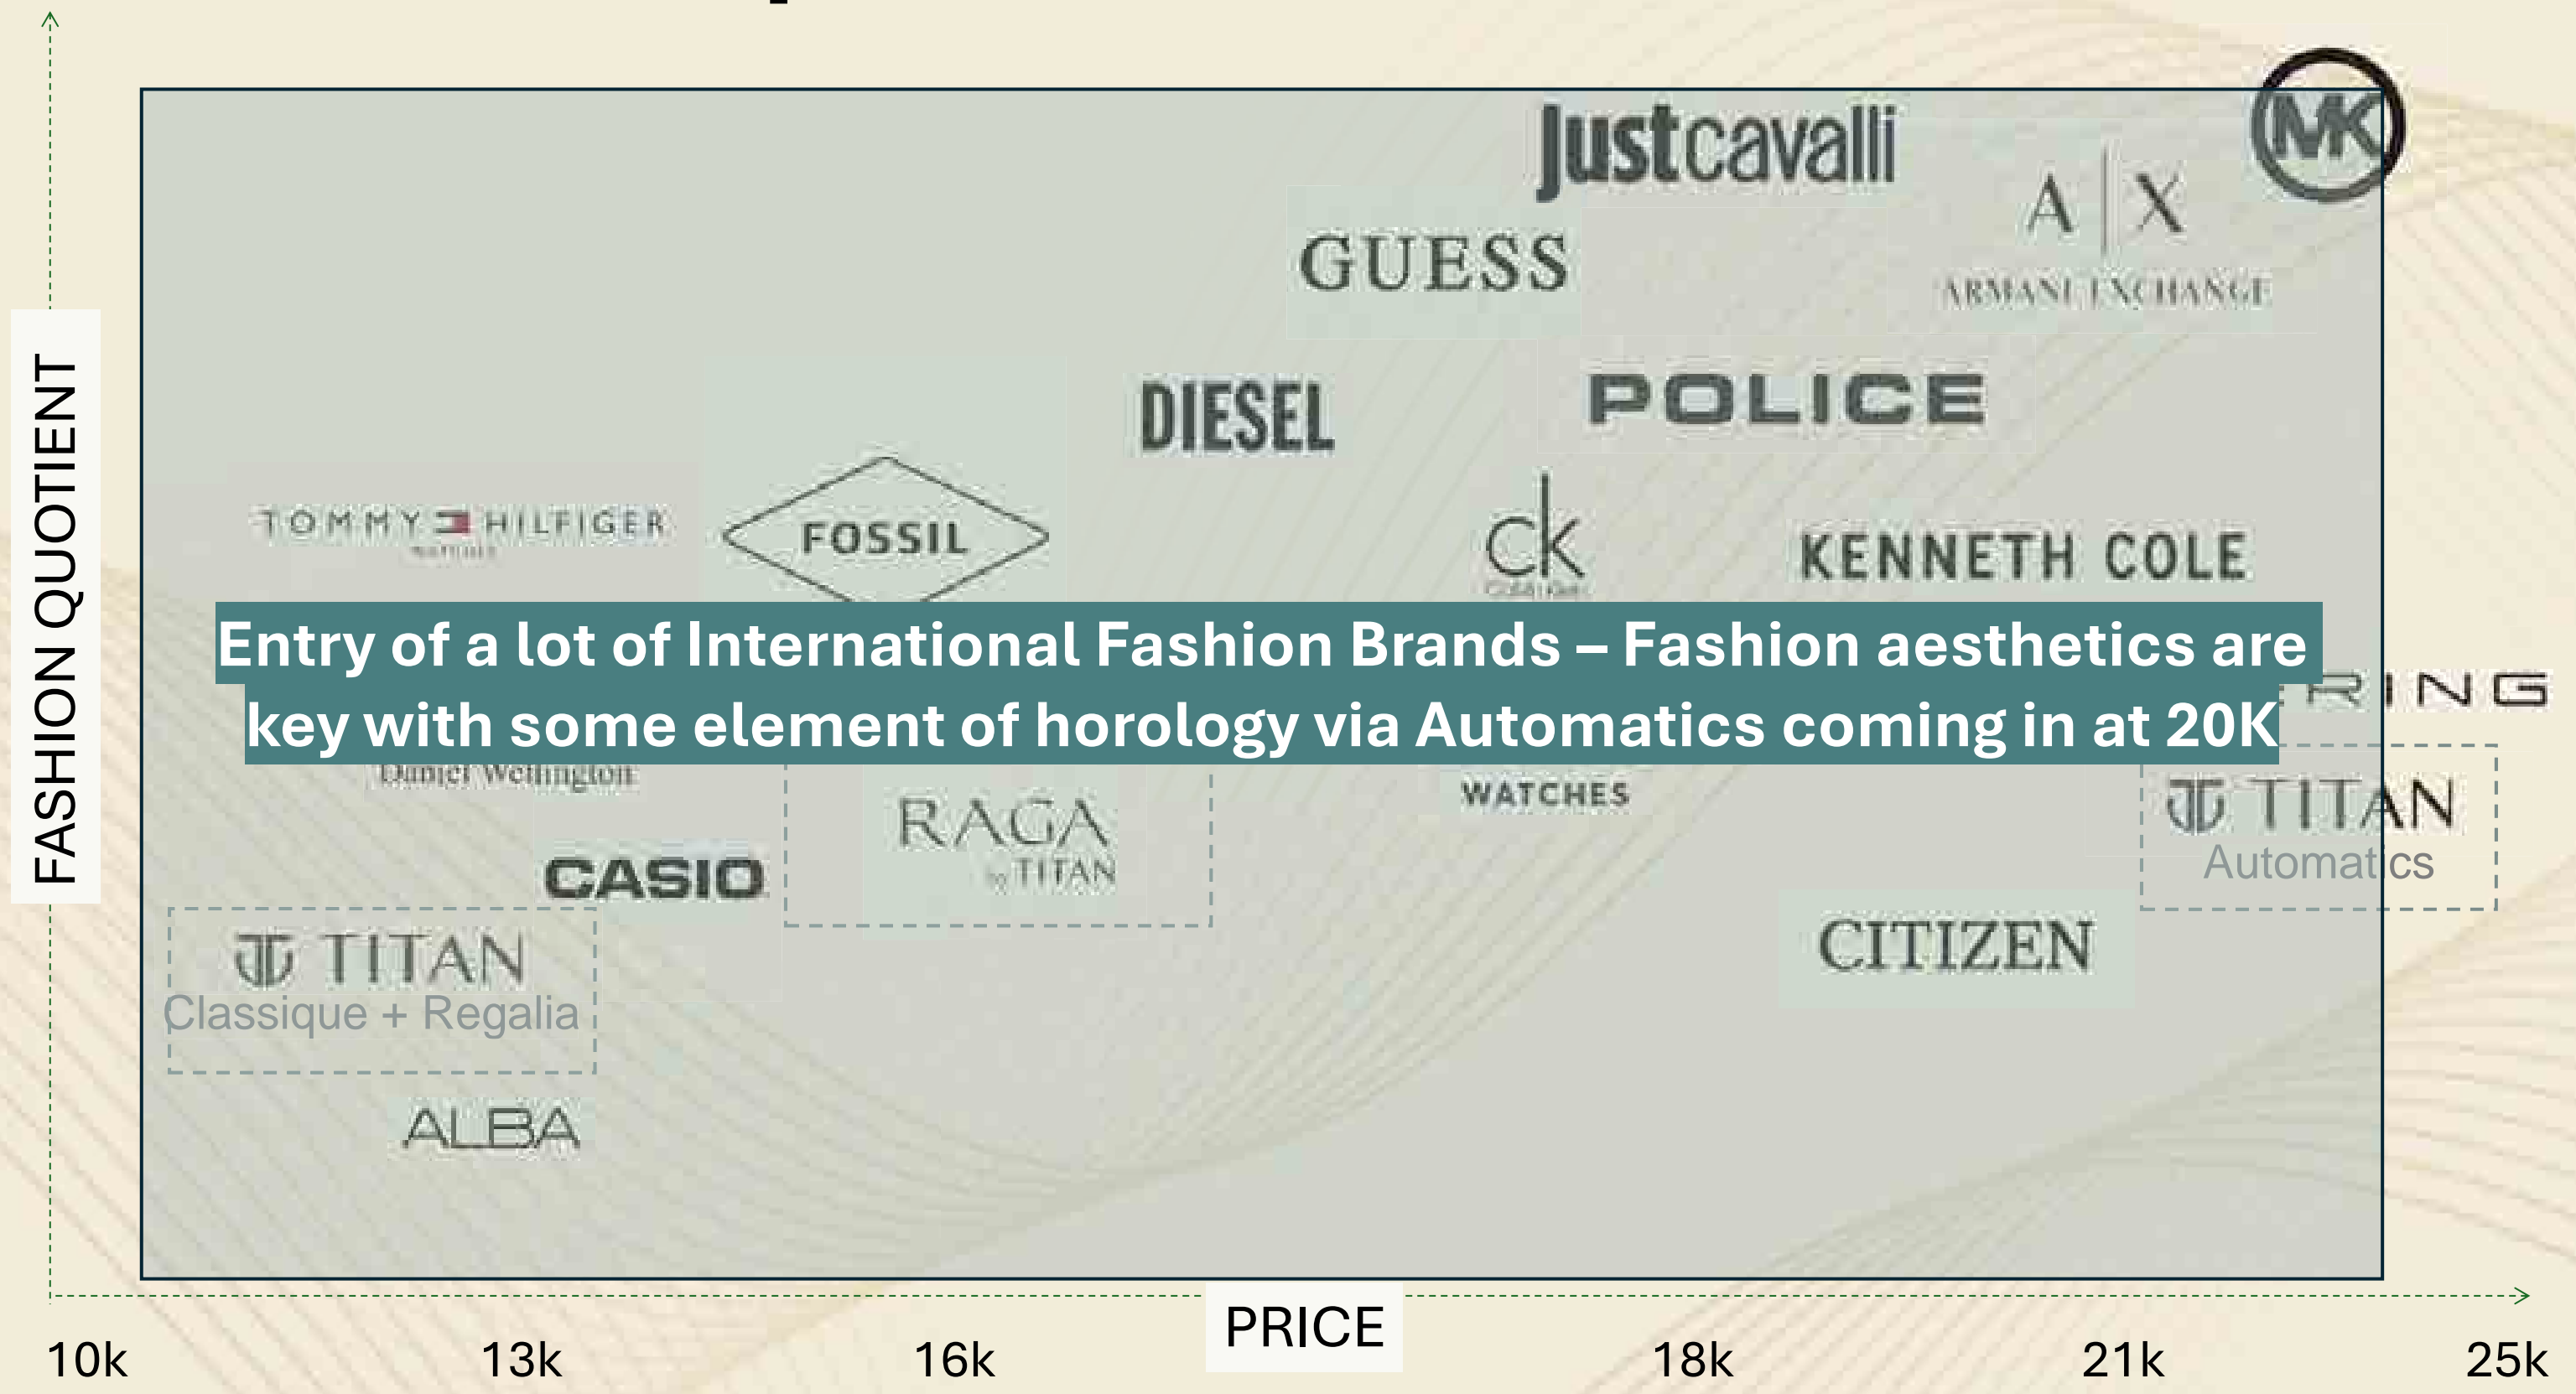 justcavalli
MK
A|X
ARMANI EXCHANGE
GUESS
DIESEL
POLICE
TOMMY HILFIGER
FOSSIL
ck
KENNETH COLE
FASHION QUOTIENT
Entry of a lot of International Fashion Brands – Fashion aesthetics are
key with some element of horology via Automatics coming in at 20K
RING
Daniel Wellington
RAGA
by TITAN
WATCHES
TITAN
Automatics
CASIO
TITAN
Classique + Regalia
CITIZEN
ALBA
PRICE
10k 13k 16k 18k 21k 25k